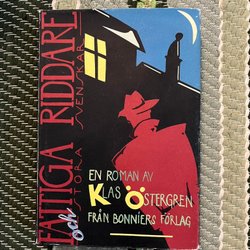 FATTIGA RIDDARE
och
STORA SVENSKAR
EN ROMAN AV
KLAS ÖSTERGREN
FRÅN BONNIERS FÖRLAG